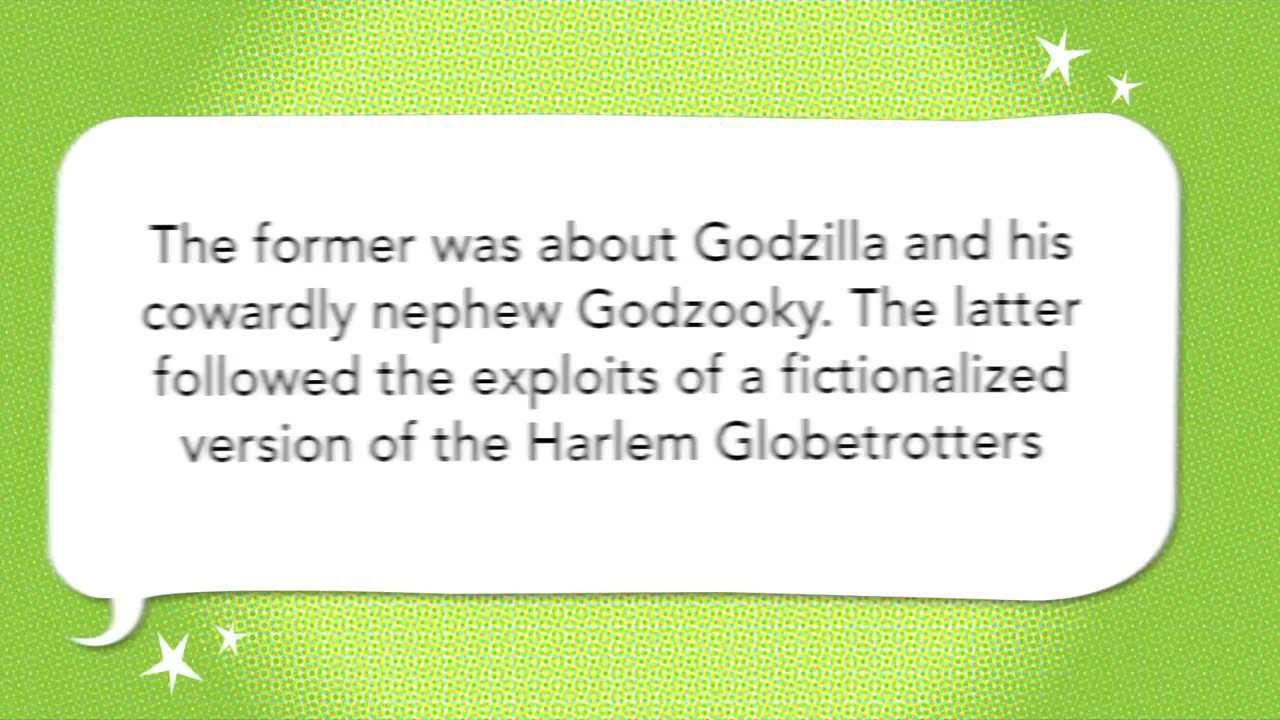 The former was about Godzilla and his
cowardly nephew Godzooky. The latter
followed the exploits of a fictionalized
version of the Harlem Globetrotters